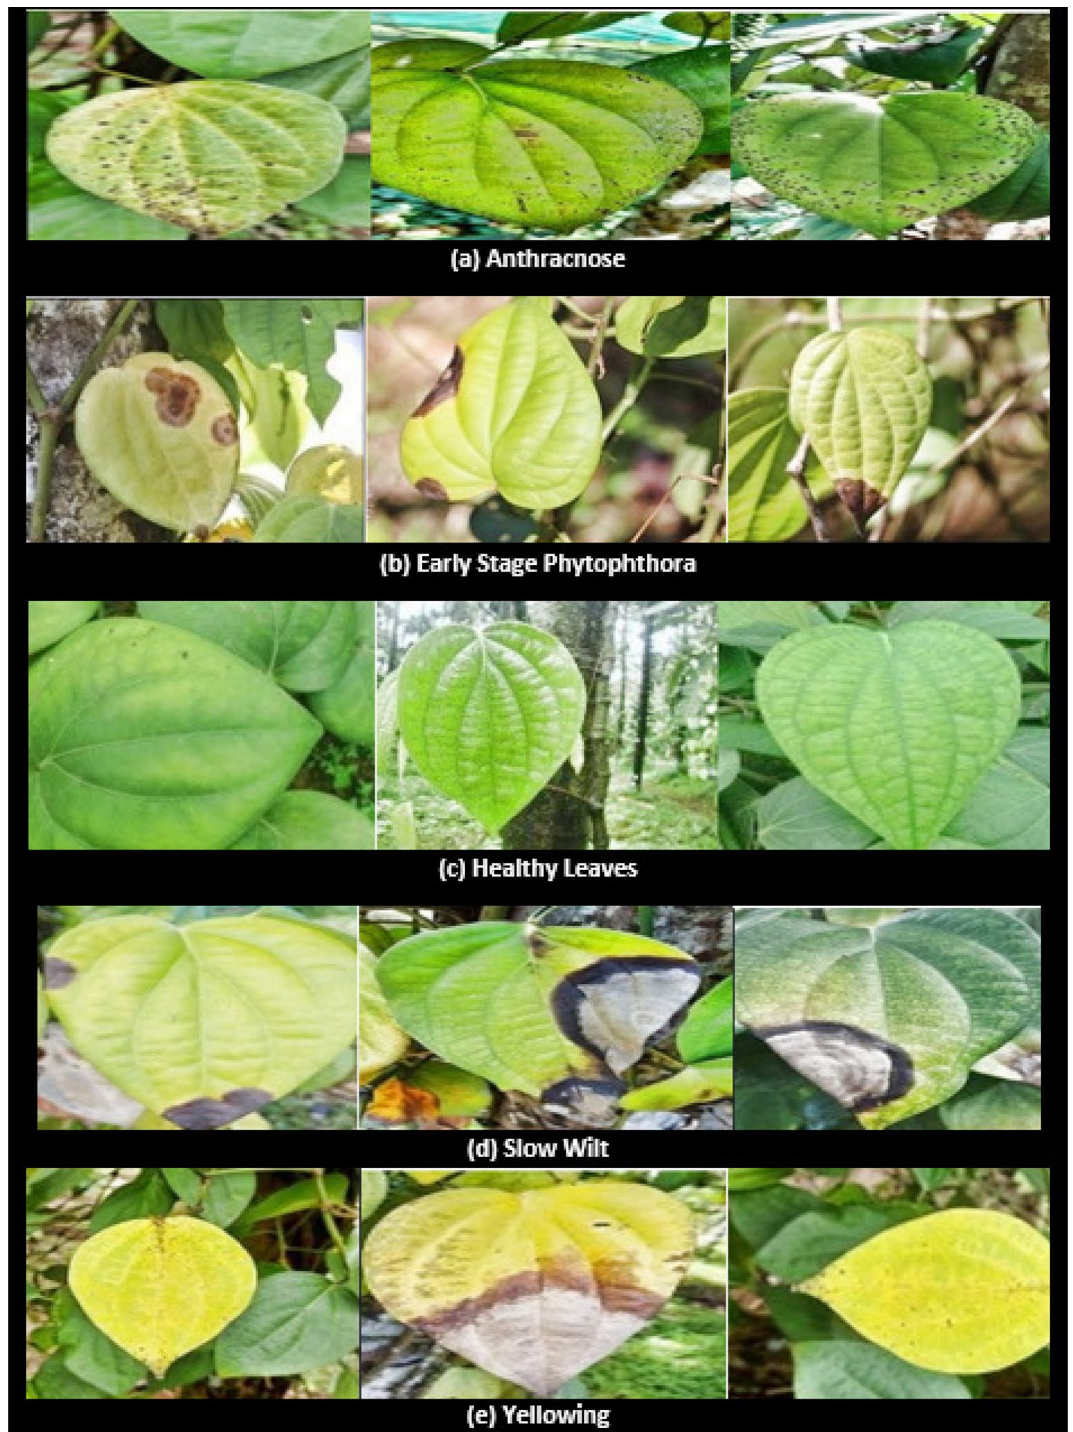 (a) Anthracnose
(b) Early Stage Phytophthora
(c) Healthy Leaves
(d) Slow Wilt
(e) Yellowing